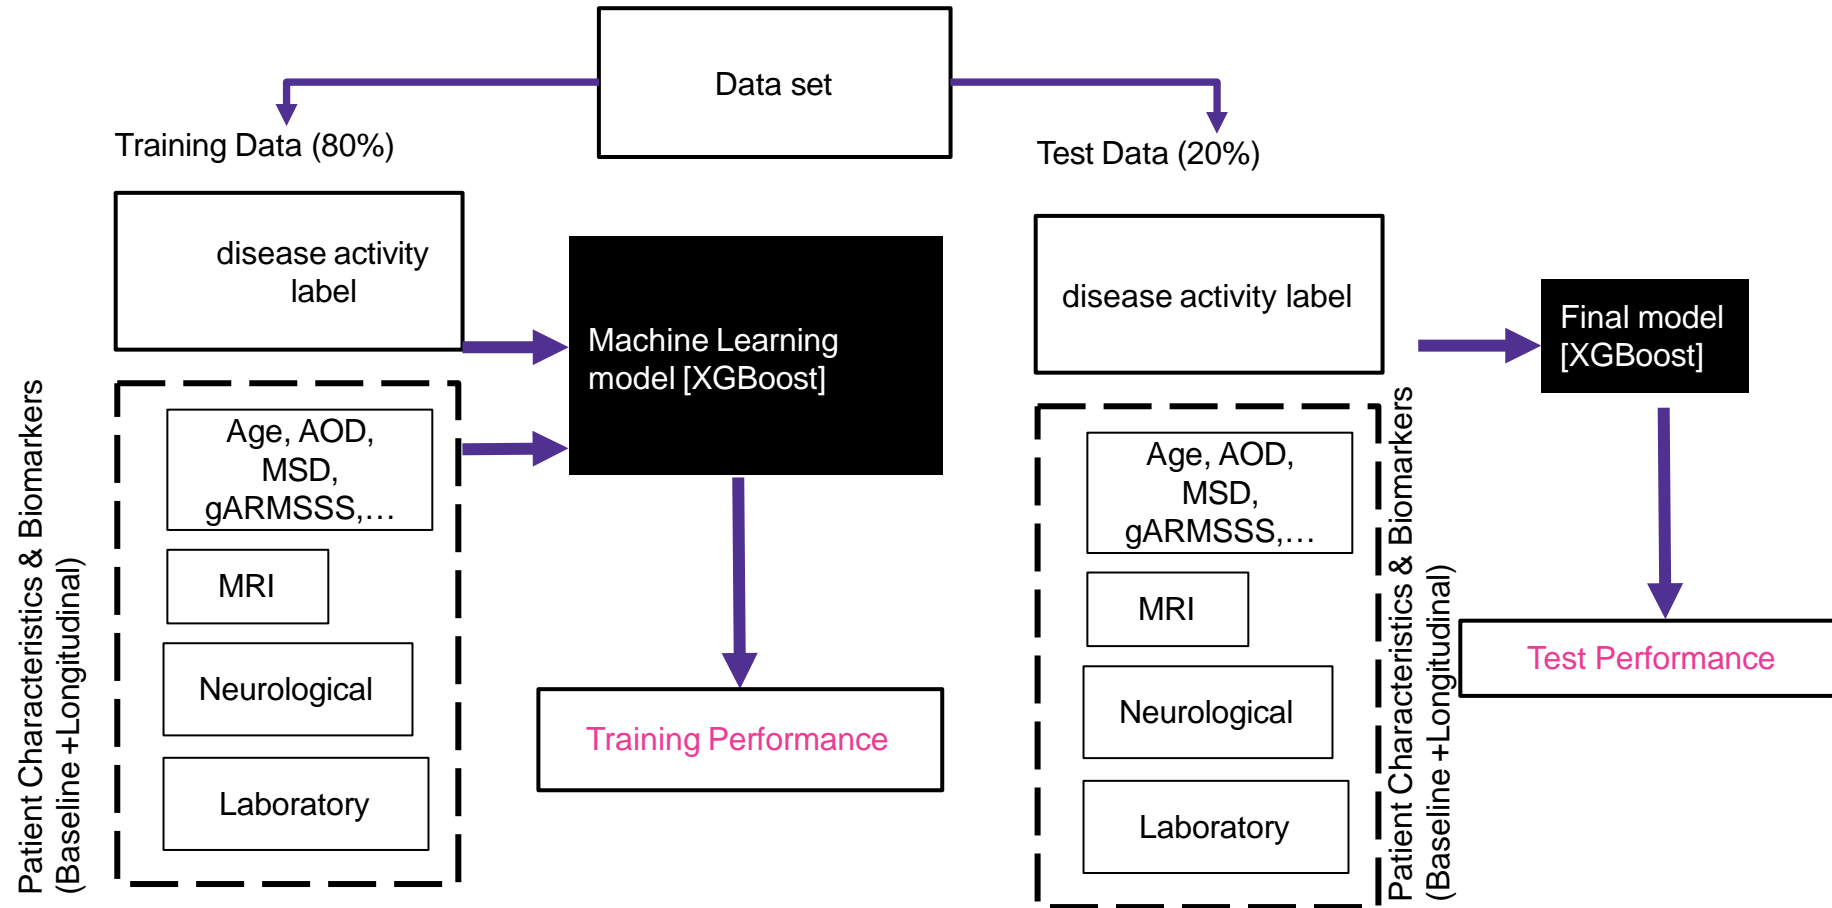 Data set
Training Data (80%)
Test Data (20%)
disease activity
label
Machine Learning
model [XGBoost]
Patient Characteristics & Biomarkers
(Baseline +Longitudinal)
Age, AOD,
MSD,
gARMSSS,…
MRI
Neurological
Laboratory
Training Performance
disease activity label
Final model
[XGBoost]
Age, AOD,
MSD,
gARMSSS,…
MRI
Neurological
Laboratory
Patient Characteristics & Biomarkers
(Baseline +Longitudinal)
Test Performance